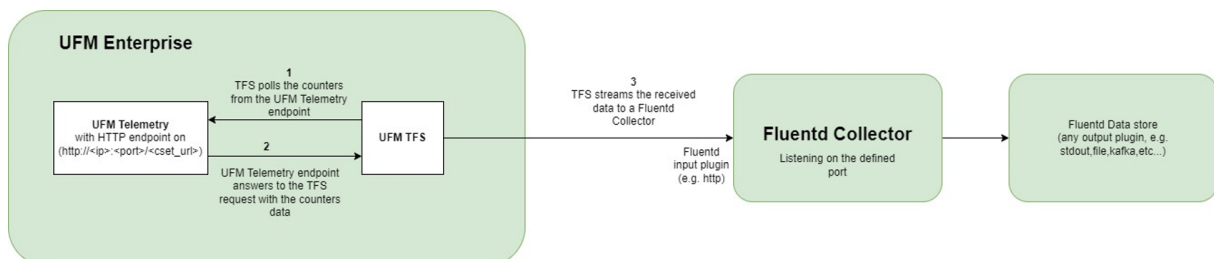 UFM Enterprise
1
TFS polls the counters
from the UFM Telemetry
endpoint
UFM Telemetry
with HTTP endpoint on
(http://<ip>:<port>/<cset_url>)
2
UFM Telemetry endpoint
answers to the TFS
request with the counters
data
UFM TFS
3
TFS streams the received
data to a Fluentd
Collector
Fluentd
input plugin
(e.g. http)
Fluentd Collector
Listening on the defined
port
Fluentd Data store
(any output plugin, e.g.
stdout,file,kafka,etc...)